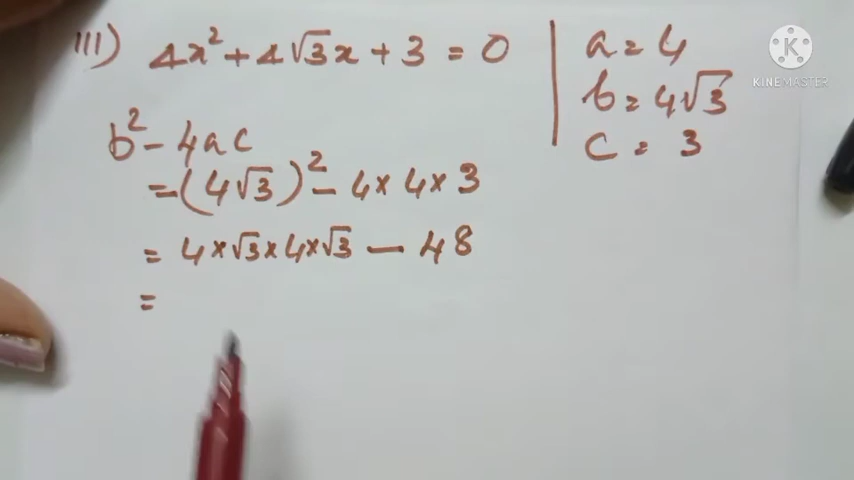 III) 4x² + 4√3x + 3 = 0
a = 4
b = 4√3
c = 3
b² - 4ac
= (4√3)² - 4 × 4 × 3
= 4 × √3 × 4 × √3 - 48
=
K
KINEMASTER